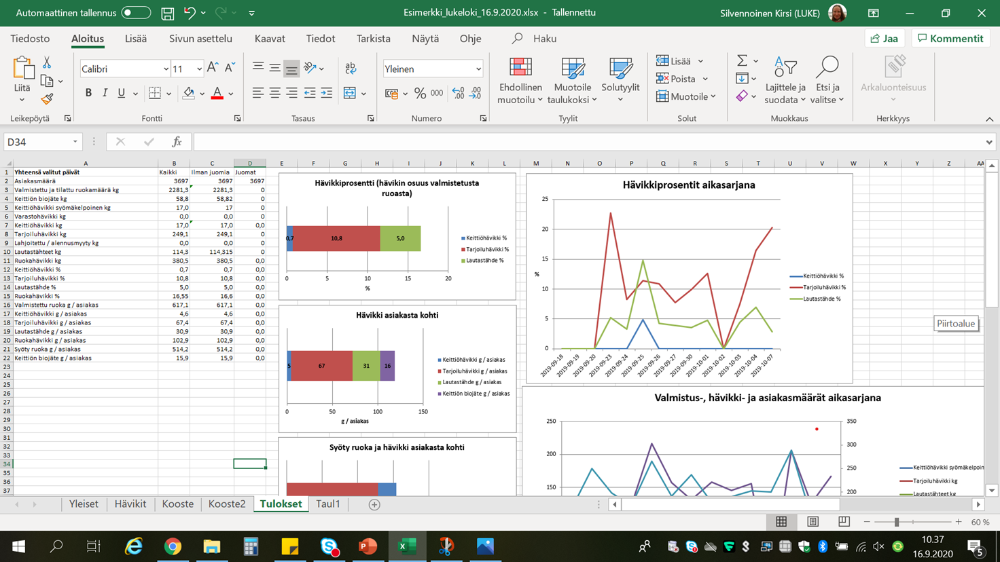 Automaattinen tallennus
Esimerkki_lukeloki_16.9.2020.xlsx - Tallennettu
Silvennoinen Kirsi (LUKE)
Tiedosto Aloitus Lisää Sivun asettelu Kaavat Tiedot Tarkista Näytä Ohje Haku Jaa Kommentit
Liitä
Leikepöytä
Calibri 11
B I U
Fontti
Tasaus
Yleinen
% 000
Numero
Ehdollinen muotoilu
Muotoile taulukoksi
Solutyylit
Tyylit
Lisää
Poista
Muotoile
Solut
Lajittele ja suodata
Etsi ja valitse
Muokkaus
Arkaluonteisuus
Herkkyys
D34
fx
A B C D E F G H I J K L M N O P Q R S T U V W X Y Z AA
1 Yhteensä valitut päivät Kaikki Ilman juomia Juomat
2 Asiakasmäärä 3697 3697 3697
3 Valmistettu ja tilattu ruokamäärä kg 2281,3 2281,3 0
4 Keittiön biojäte kg 58,8 58,82 0
5 Keittiöhävikki syömäkelpoinen kg 17,0 17 0
6 Varastohävikki kg 0,0 0,0 0
7 Keittiöhävikki kg 17,0 17,0 0,0
8 Tarjoiluhävikki kg 249,1 249,1 0
9 Lahjoitettu / alennusmyyty kg 0,0 0,0 0
10 Lautastähteet kg 114,3 114,315 0
11 Ruokahävikki kg 380,5 380,5 0,0
12 Keittiöhävikki % 0,7 0,7 0,0
13 Tarjoiluhävikki % 10,8 10,8 0,0
14 Lautastähde % 5,0 5,0 0,0
15 Ruokahävikki % 16,55 16,6 0,0
16 Valmistettu ruoka g / asiakas 617,1 617,1 0,0
17 Keittiöhävikki g / asiakas 4,6 4,6 0,0
18 Tarjoiluhävikki g / asiakas 67,4 67,4 0,0
19 Lautastähde g / asiakas 30,9 30,9 0,0
20 Ruokahävikki g / asiakas 102,9 102,9 0,0
21 Syöty ruoka g / asiakas 514,2 514,2 0,0
22 Keittiön biojäte g / asiakas 15,9 15,9 0,0
23
24
25
26
27
28
29
30
31
32
33
34
35
36
37
Hävikkiprosentti (hävikin osuus valmistetusta
ruoasta)
0,7 10,8 5,0
Keittiöhävikki %
Tarjoiluhävikki %
Lautastähde %
0 5 10 15 20
%
Hävikki asiakasta kohti
5 67 31 16
Keittiöhävikki g / asiakas
Tarjoiluhävikki g / asiakas
Lautastähde g / asiakas
Keittiön biojäte g / asiakas
0 50 100 150
g / asiakas
Syöty ruoka ja hävikki asiakasta kohti
Hävikkiprosentit aikasarjana
25
20
15
%
10
5
0
2019-09-18 2019-09-19 2019-09-20 2019-09-23 2019-09-24 2019-09-25 2019-09-26 2019-09-27 2019-09-30 2019-10-01 2019-10-02 2019-10-03 2019-10-04 2019-10-07
Keittiöhävikki %
Tarjoiluhävikki %
Lautastähde %
Piirtoalue
Valmistus-, hävikki- ja asiakasmäärät aikasarjana
250 350
300
200 250
150 200
Keittiöhävikki syömäkelpoin
Tarjoiluhävikki kg
Lautastähteet kg
Yleiset Hävikit Kooste Kooste2 Tulokset Taul1
60 %
10.37
16.9.2020
5